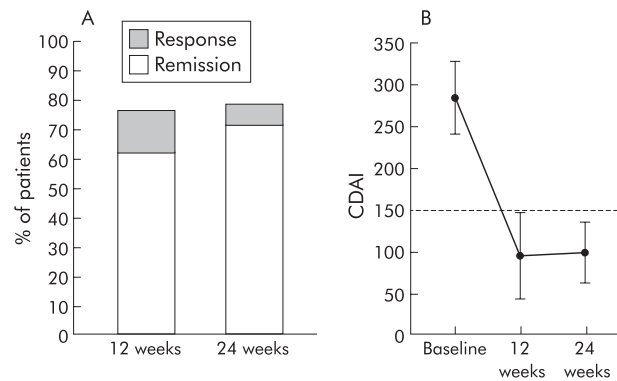 A
Response
Remission
% of patients
100
90
80
70
60
50
40
30
20
10
0
12 weeks
24 weeks
B
CDAI
350
300
250
200
150
100
50
0
Baseline
12
weeks
24
weeks